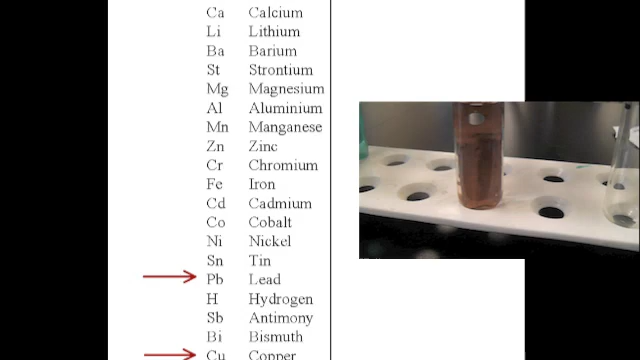 Ca Calcium
Li Lithium
Ba Barium
St Strontium
Mg Magnesium
Al Aluminium
Mn Manganese
Zn Zinc
Cr Chromium
Fe Iron
Cd Cadmium
Co Cobalt
Ni Nickel
Sn Tin
Pb Lead
H Hydrogen
Sb Antimony
Bi Bismuth
Cu Copper